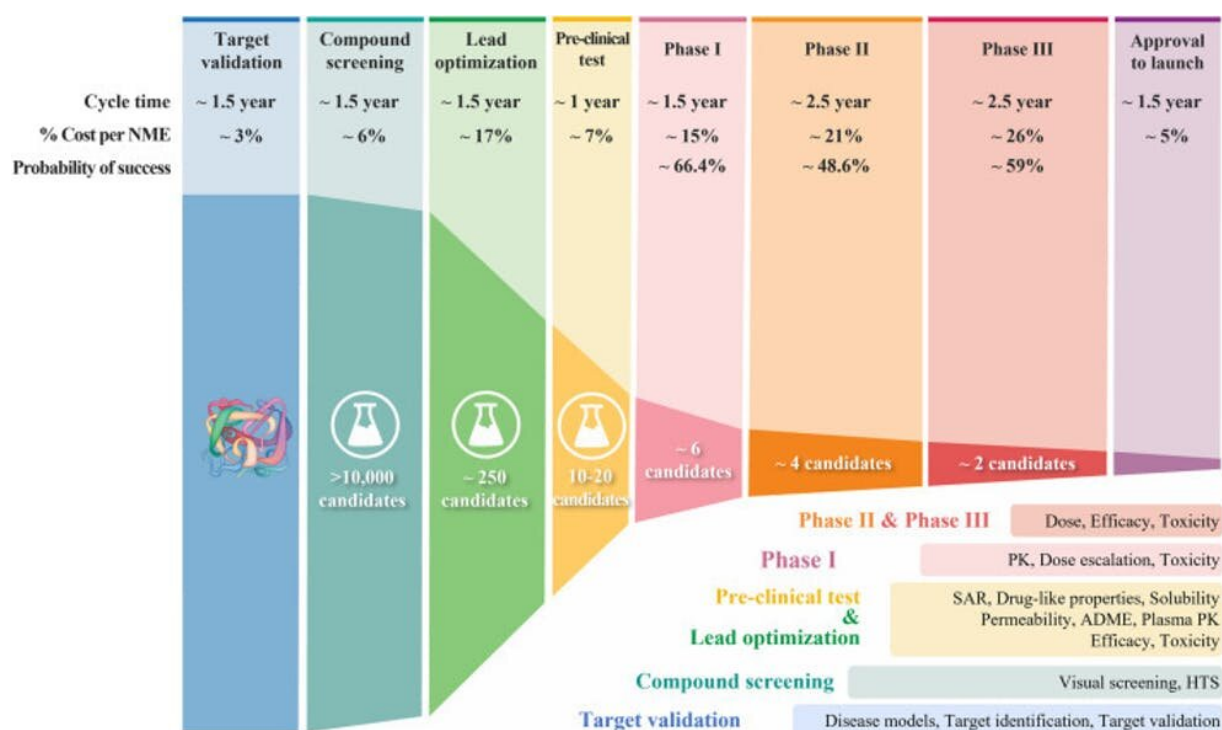 Target
validation
Compound
screening
Lead
optimization
Pre-clinical
test
Phase I
Phase II
Phase III
Approval
to launch
Cycle time ~ 1.5 year ~ 1.5 year ~ 1.5 year ~ 1 year ~ 1.5 year ~ 2.5 year ~ 2.5 year ~ 1.5 year
% Cost per NME ~ 3% ~ 6% ~ 17% ~ 7% ~ 15% ~ 21% ~ 26% ~ 5%
Probability of success ~ 66.4% ~ 48.6% ~ 59%
>10,000
candidates
~ 250
candidates
10-20
candidates
~ 6
candidates
~ 4 candidates
~ 2 candidates
Phase II & Phase III Dose, Efficacy, Toxicity
Phase I PK, Dose escalation, Toxicity
Pre-clinical test
&
Lead optimization
SAR, Drug-like properties, Solubility
Permeability, ADME, Plasma PK
Efficacy, Toxicity
Compound screening Visual screening, HTS
Target validation Disease models, Target identification, Target validation